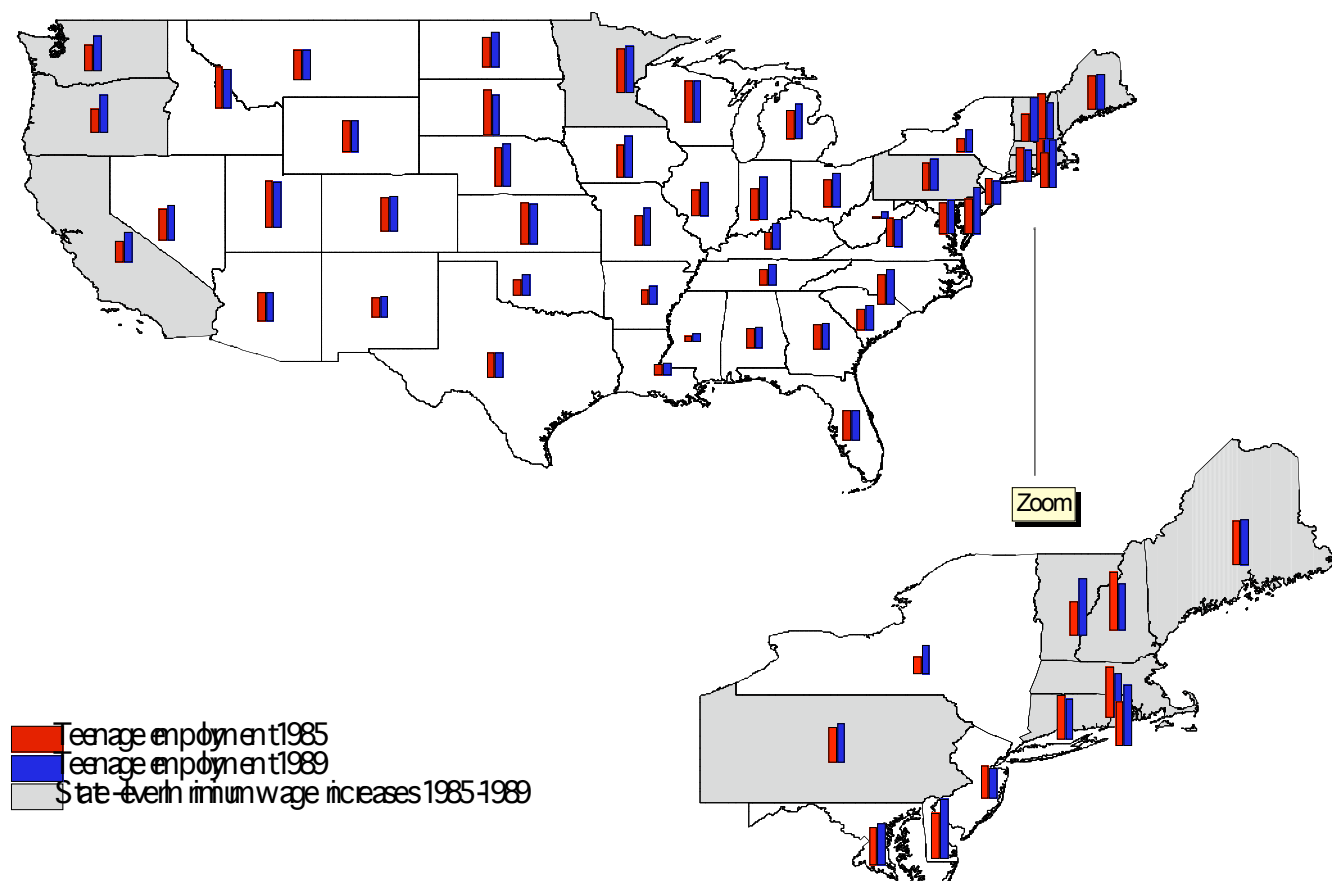 Zoom
Teenage employment 1985
Teenage employment 1989
State-level minimum wage increases 1985-1989